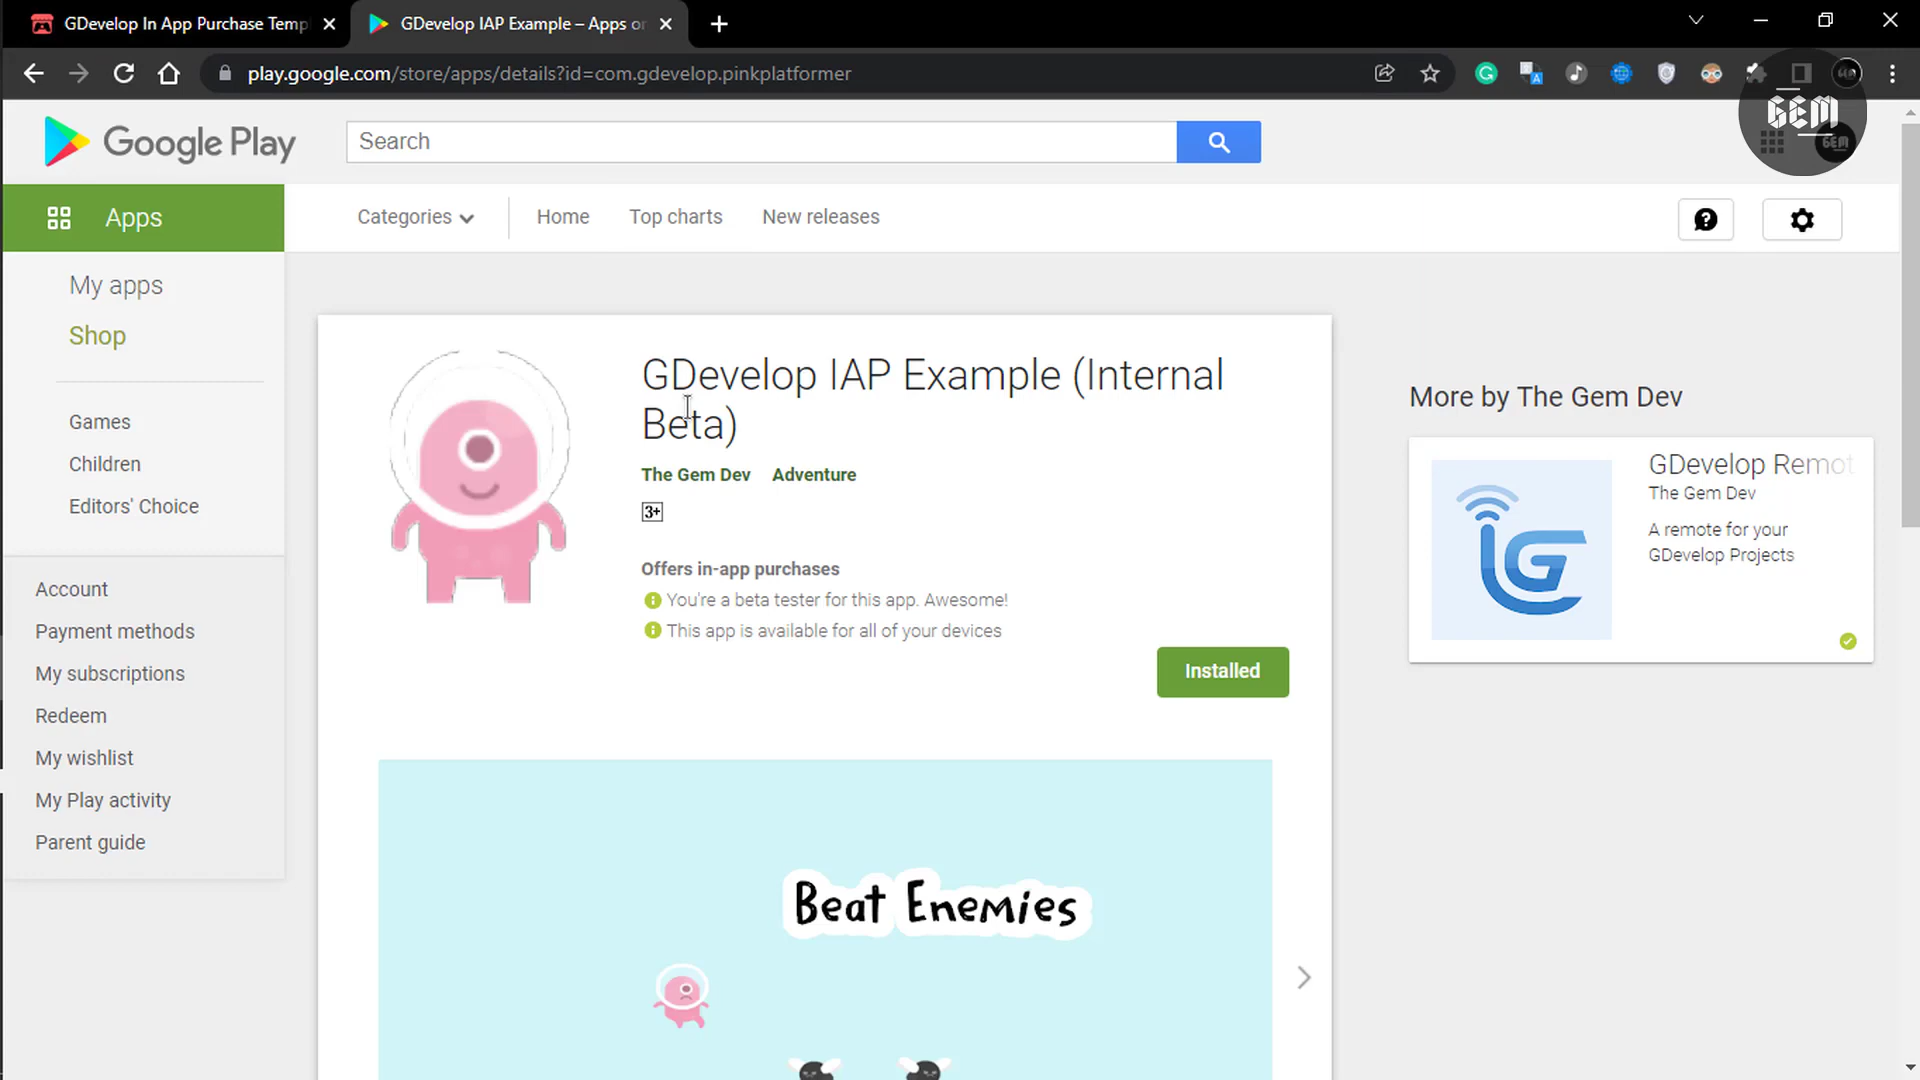 GDevelop In App Purchase Temp
GDevelop IAP Example – Apps o
play.google.com/store/apps/details?id=com.gdevelop.pinkplatformer
GEM
GEM
Google Play
Search
Apps
Categories
Home
Top charts
New releases
My apps
Shop
Games
Children
Editors' Choice
Account
Payment methods
My subscriptions
Redeem
My wishlist
My Play activity
Parent guide
GDevelop IAP Example (Internal
Beta)
The Gem Dev Adventure
3+
Offers in-app purchases
You're a beta tester for this app. Awesome!
This app is available for all of your devices
Installed
Beat Enemies
More by The Gem Dev
GDevelop Remot
The Gem Dev
A remote for your
GDevelop Projects